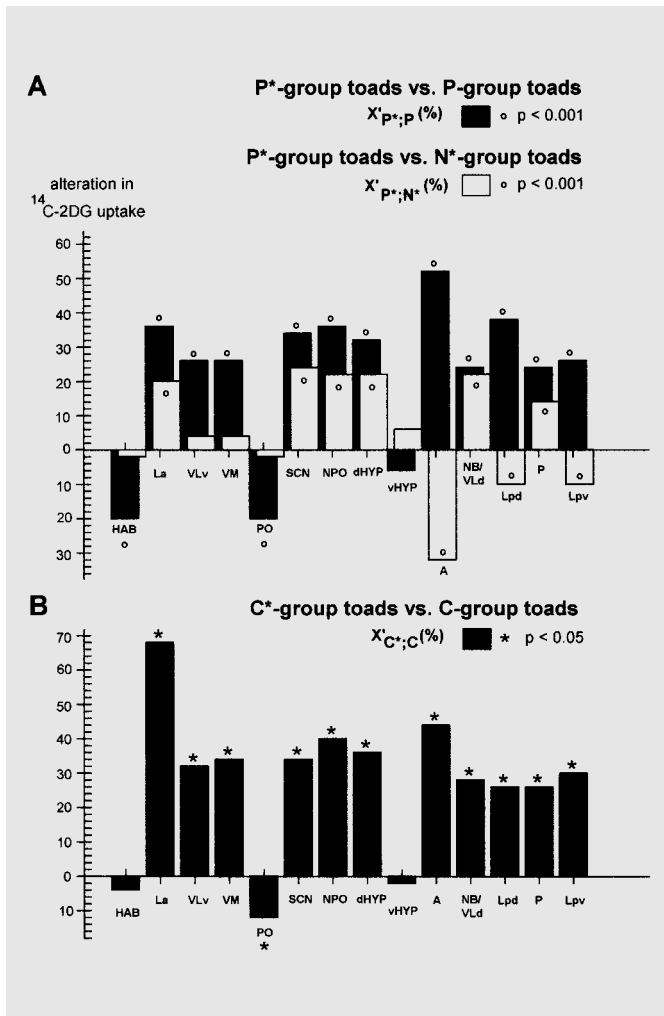 A
P*-group toads vs. P-group toads
X'P*;P (%) ° p < 0.001
P*-group toads vs. N*-group toads
X'P*;N* (%) ° p < 0.001
alteration in
14C-2DG uptake
60
50
40
30
20
10
0
10
20
30
HAB La VLv VM PO SCN NPO dHYP vHYP A NB/VLd Lpd P Lpv
B
C*-group toads vs. C-group toads
X'C*;C (%) * p < 0.05
70
60
50
40
30
20
10
0
10
HAB La VLv VM PO SCN NPO dHYP vHYP A NB/VLd Lpd P Lpv